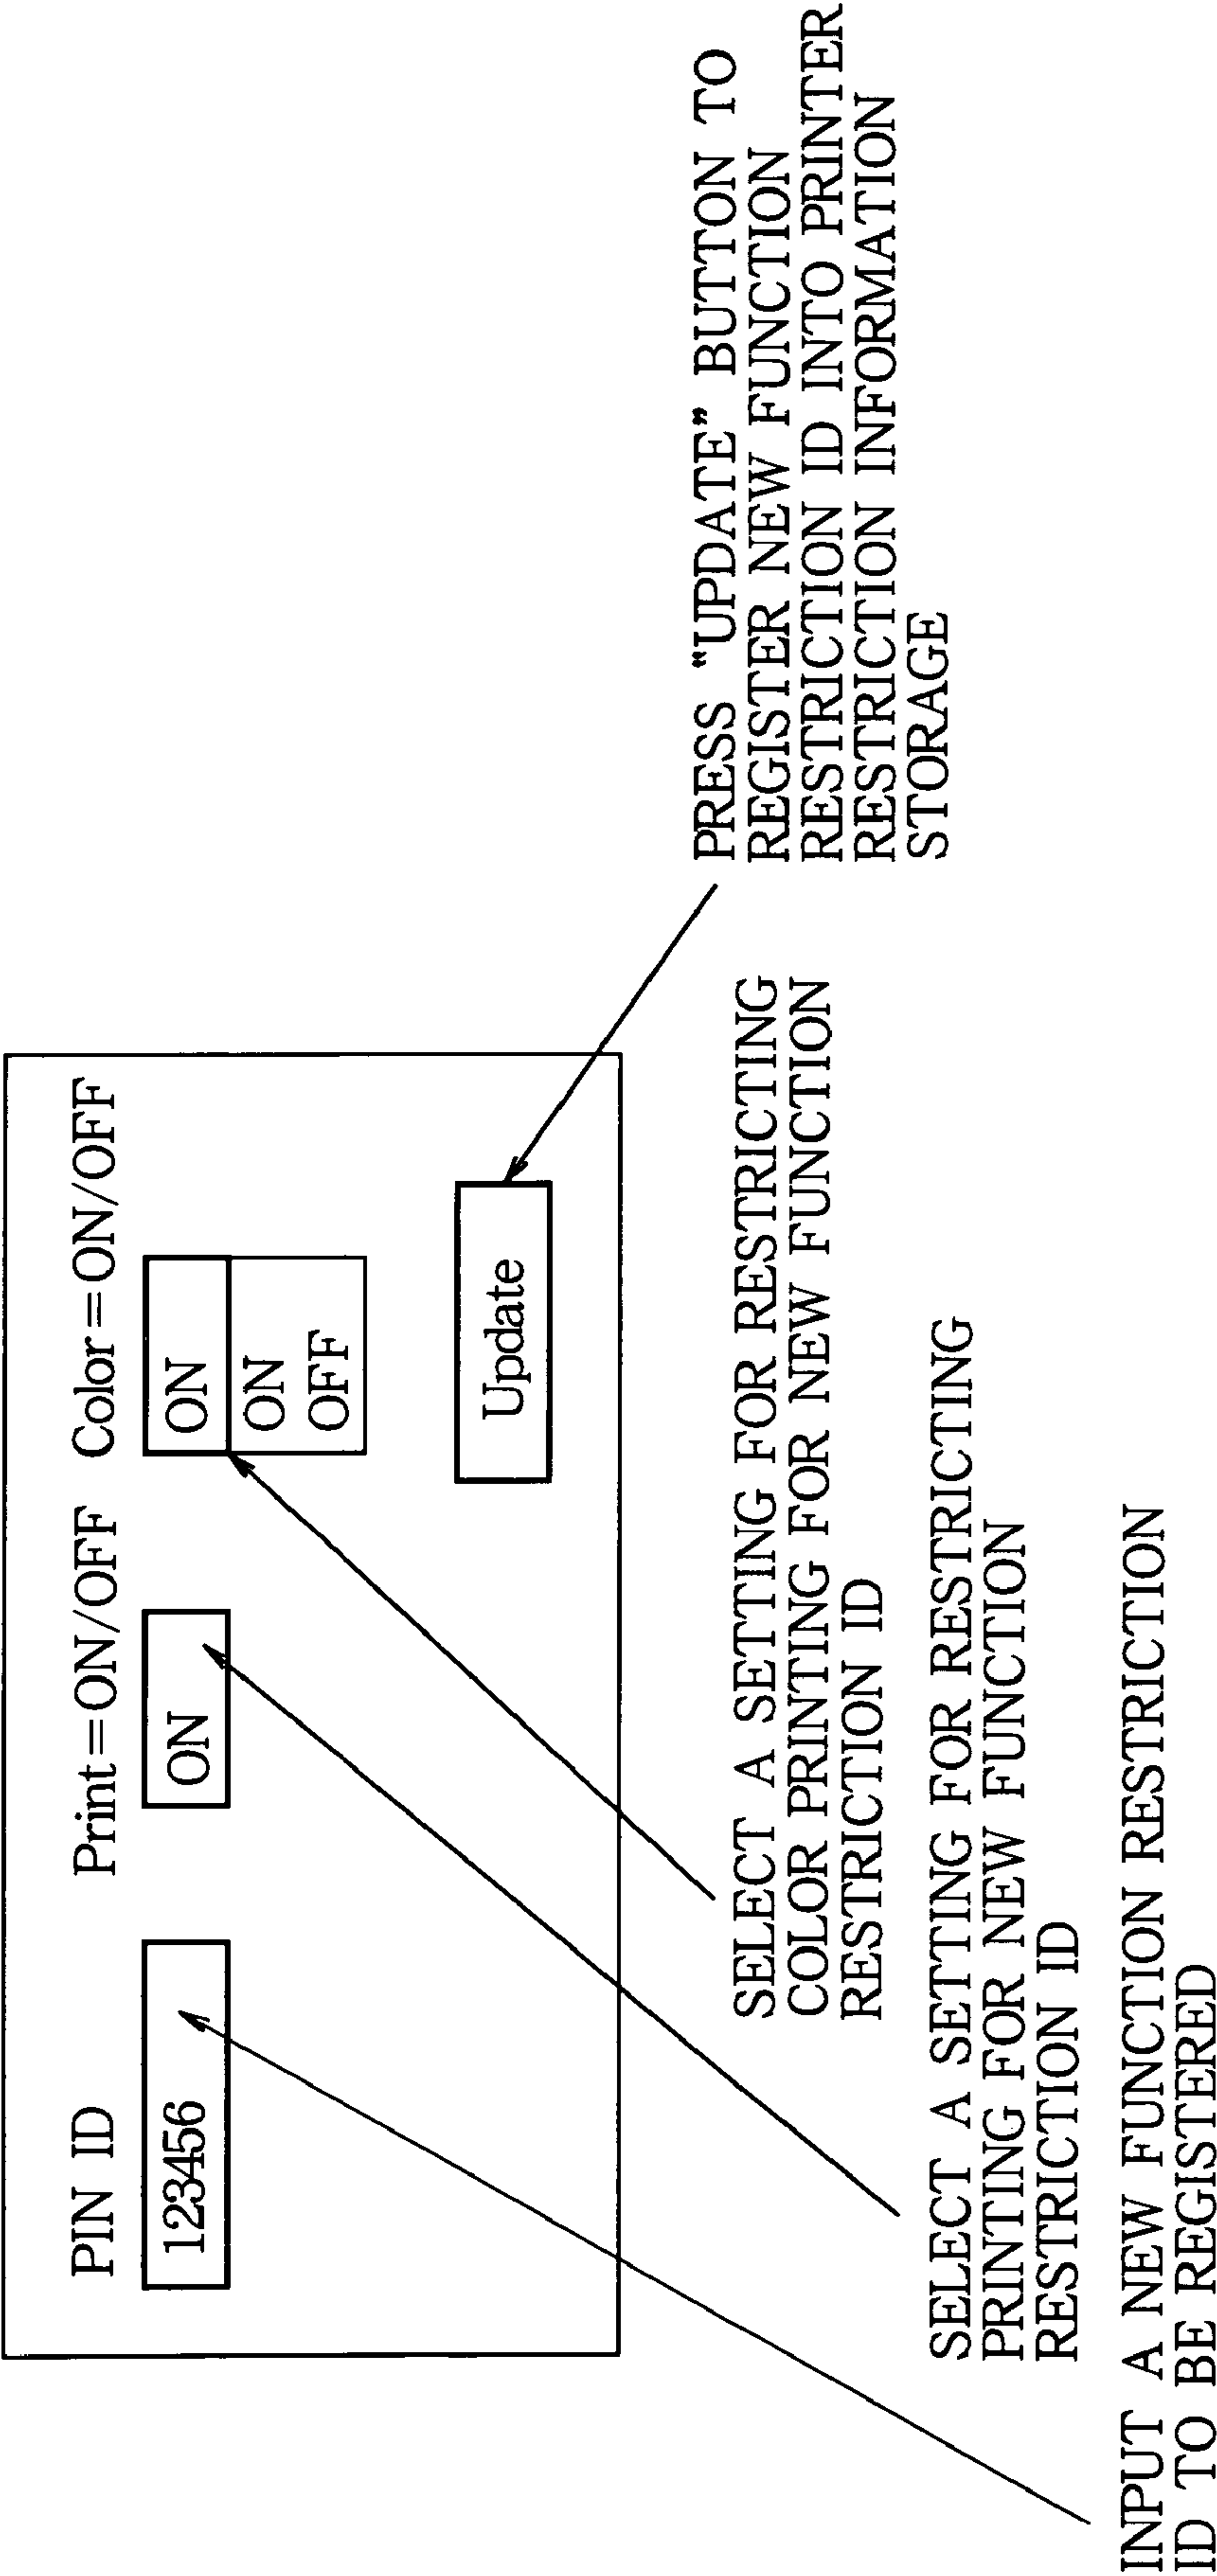 PIN ID
Print=ON/OFF
Color=ON/OFF
123456
ON
ON
ON
OFF
Update
PRESS “UPDATE” BUTTON TO
REGISTER NEW FUNCTION
RESTRICTION ID INTO PRINTER
RESTRICTION INFORMATION
STORAGE
SELECT A SETTING FOR RESTRICTING
COLOR PRINTING FOR NEW FUNCTION
RESTRICTION ID
SELECT A SETTING FOR RESTRICTING
PRINTING FOR NEW FUNCTION
RESTRICTION ID
INPUT A NEW FUNCTION RESTRICTION
ID TO BE REGISTERED